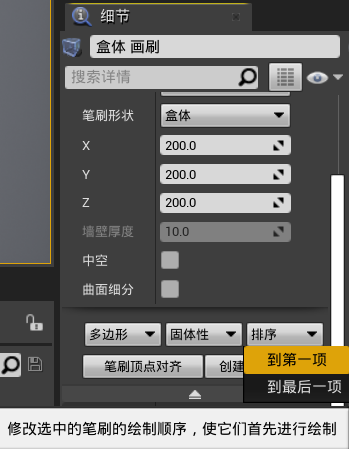 细节
盒体 画刷
搜索详情
笔刷形状 盒体
X 200.0
Y 200.0
Z 200.0
墙壁厚度 10.0
中空
曲面细分
多边形 固体性 排序
到第一项
笔刷顶点对齐 创建
到最后一项
修改选中的笔刷的绘制顺序，使它们首先进行绘制